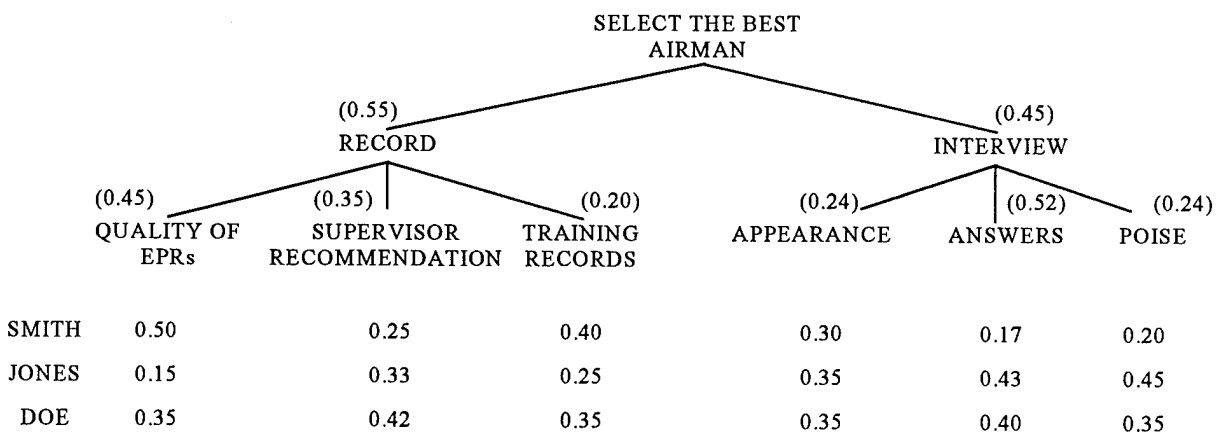 SELECT THE BEST
AIRMAN
(0.55) (0.45)
RECORD INTERVIEW
(0.45) (0.35) (0.20) (0.24) (0.52) (0.24)
QUALITY OF SUPERVISOR TRAINING APPEARANCE ANSWERS POISE
EPRs RECOMMENDATION RECORDS
SMITH 0.50 0.25 0.40 0.30 0.17 0.20
JONES 0.15 0.33 0.25 0.35 0.43 0.45
DOE 0.35 0.42 0.35 0.35 0.40 0.35